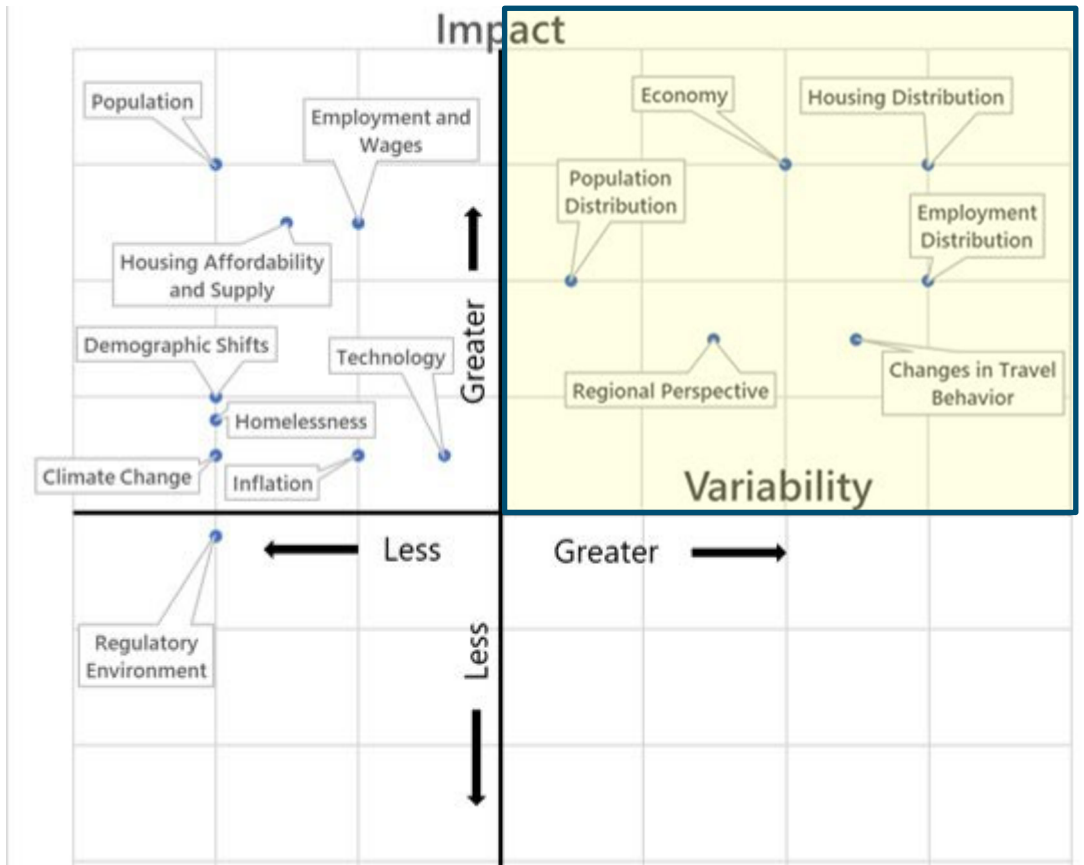 Impact
Population
Employment and
Wages
Economy
Housing Distribution
Population
Distribution
Employment
Distribution
Housing Affordability
and Supply
Greater
Demographic Shifts
Technology
Regional Perspective
Changes in Travel
Behavior
Homelessness
Climate Change
Inflation
Variability
Less
Greater
Regulatory
Environment
Less